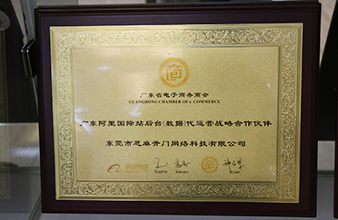 广东省电子商务商会
GUANGDONG CHAMBER OF e-COMMERCE
广东阿里国际站后台(数据)代运营战略合作伙伴
东莞市芝麻开门网络科技有限公司